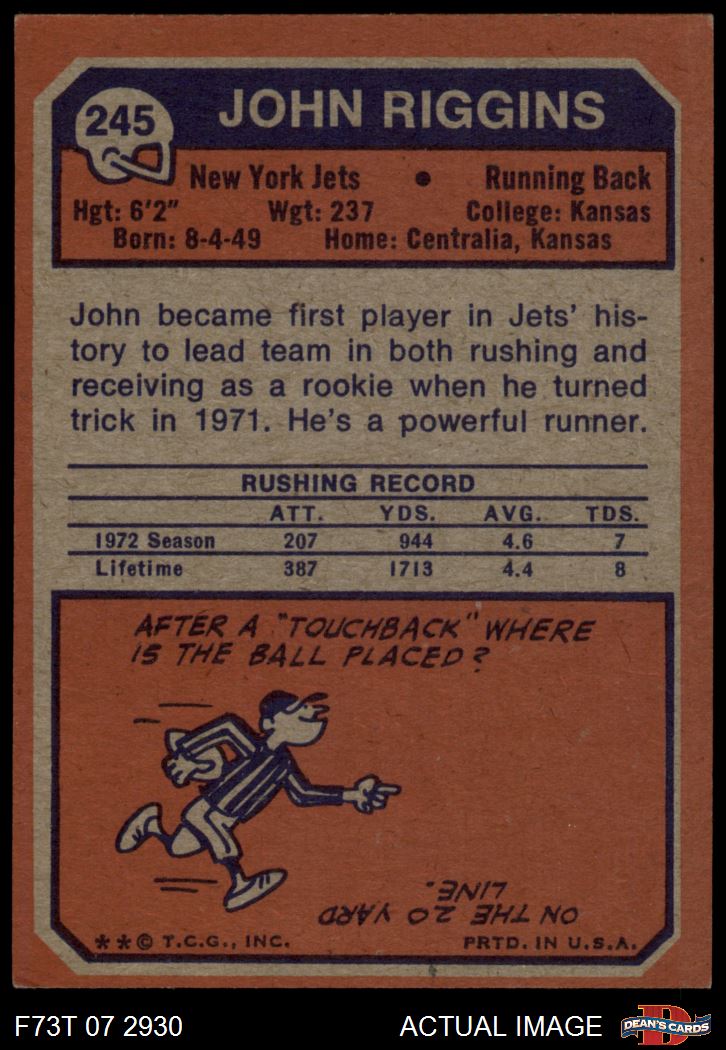 245
JOHN RIGGINS
New York Jets • Running Back
Hgt: 6'2" Wgt: 237 College: Kansas
Born: 8-4-49 Home: Centralia, Kansas
John became first player in Jets' his-
tory to lead team in both rushing and
receiving as a rookie when he turned
trick in 1971. He's a powerful runner.
RUSHING RECORD
ATT. YDS. AVG. TDS.
1972 Season 207 944 4.6 7
Lifetime 387 1713 4.4 8
AFTER A "TOUCHBACK" WHERE
IS THE BALL PLACED?
ON THE 20 YARD
LINE.
**© T.C.G., INC. PRTD. IN U.S.A.
F73T 07 2930 ACTUAL IMAGE
D
DEAN'S CARDS